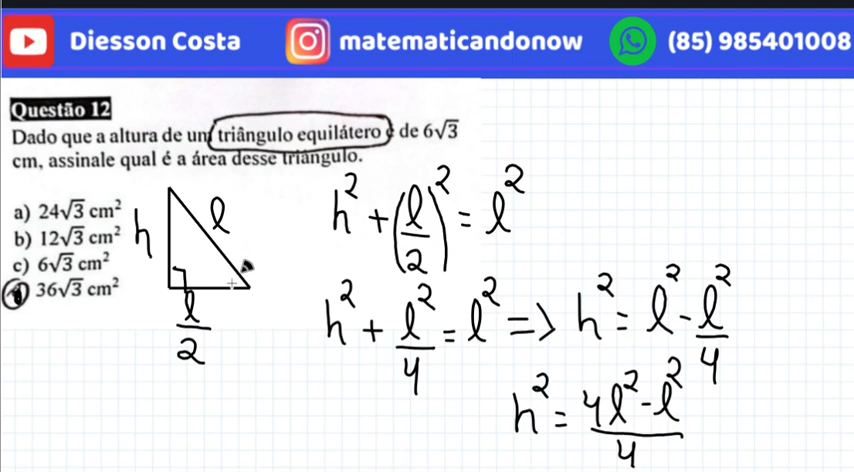 Diesson Costa matematicandonow (85) 985401008
Questão 12
Dado que a altura de um triângulo equilátero é de 6√3
cm, assinale qual é a área desse triângulo.
a) 24√3 cm²
b) 12√3 cm²
c) 6√3 cm²
36√3 cm²
h
ℓ
ℓ/2
h² + (ℓ/2)² = ℓ²
h² + ℓ²/4 = ℓ² => h² = ℓ² - ℓ²/4
h² = 4ℓ² - ℓ²/4